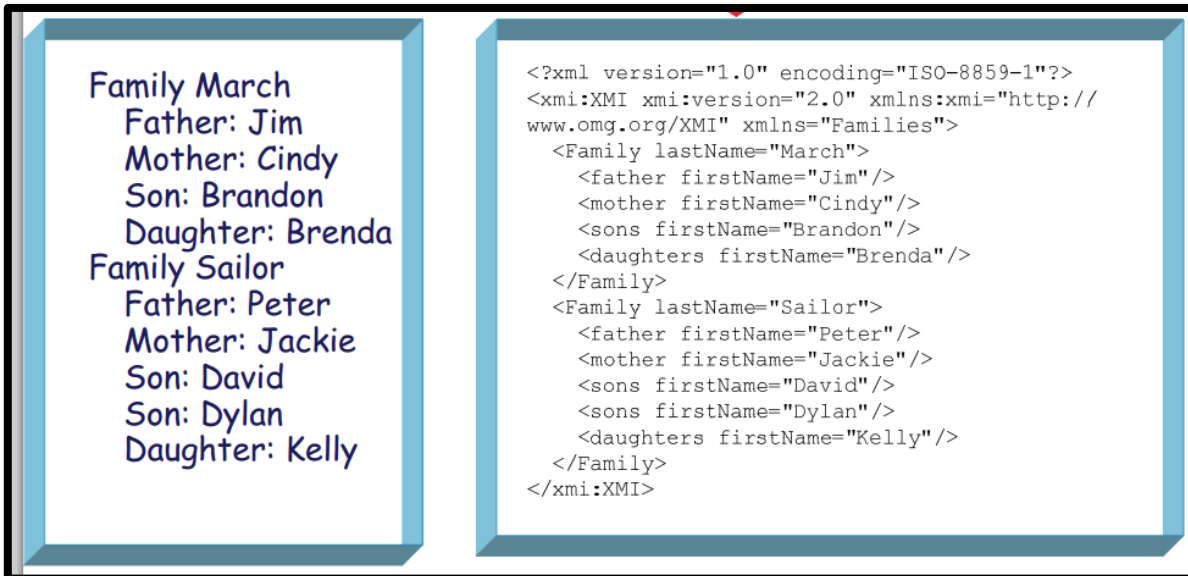 Family March
Father: Jim
Mother: Cindy
Son: Brandon
Daughter: Brenda
Family Sailor
Father: Peter
Mother: Jackie
Son: David
Son: Dylan
Daughter: Kelly
<?xml version="1.0" encoding="ISO-8859-1"?>
<xmi:XMI xmi:version="2.0" xmlns:xmi="http://
www.omg.org/XMI" xmlns="Families">
<Family lastName="March">
<father firstName="Jim"/>
<mother firstName="Cindy"/>
<sons firstName="Brandon"/>
<daughters firstName="Brenda"/>
</Family>
<Family lastName="Sailor">
<father firstName="Peter"/>
<mother firstName="Jackie"/>
<sons firstName="David"/>
<sons firstName="Dylan"/>
<daughters firstName="Kelly"/>
</Family>
</xmi:XMI>